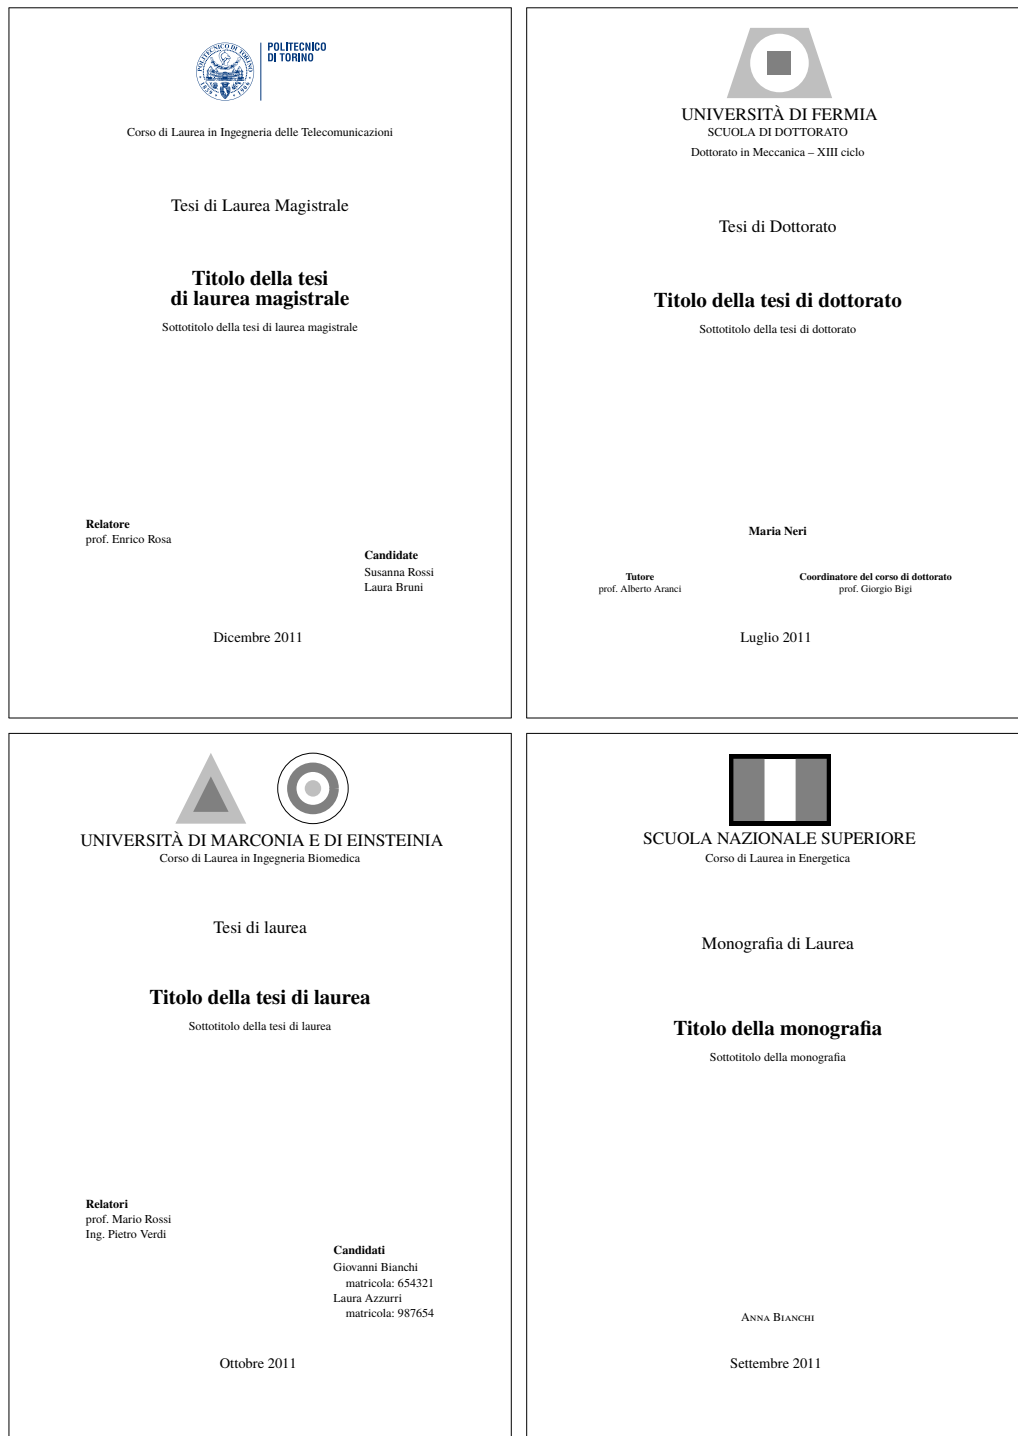 POLITECNICO
DI TORINO
Corso di Laurea in Ingegneria delle Telecomunicazioni
Tesi di Laurea Magistrale
Titolo della tesi
di laurea magistrale
Sottotitolo della tesi di laurea magistrale
Relatore
prof. Enrico Rosa
Candidate
Susanna Rossi
Laura Bruni
Dicembre 2011
UNIVERSITÀ DI FERMIA
SCUOLA DI DOTTORATO
Dottorato in Meccanica – XIII ciclo
Tesi di Dottorato
Titolo della tesi di dottorato
Sottotitolo della tesi di dottorato
Maria Neri
Tutore
prof. Alberto Aranci
Coordinatore del corso di dottorato
prof. Giorgio Bigi
Luglio 2011
UNIVERSITÀ DI MARCONIA E DI EINSTEINIA
Corso di Laurea in Ingegneria Biomedica
Tesi di laurea
Titolo della tesi di laurea
Sottotitolo della tesi di laurea
Relatori
prof. Mario Rossi
Ing. Pietro Verdi
Candidati
Giovanni Bianchi
matricola: 654321
Laura Azzurri
matricola: 987654
Ottobre 2011
SCUOLA NAZIONALE SUPERIORE
Corso di Laurea in Energetica
Monografia di Laurea
Titolo della monografia
Sottotitolo della monografia
ANNA BIANCHI
Settembre 2011